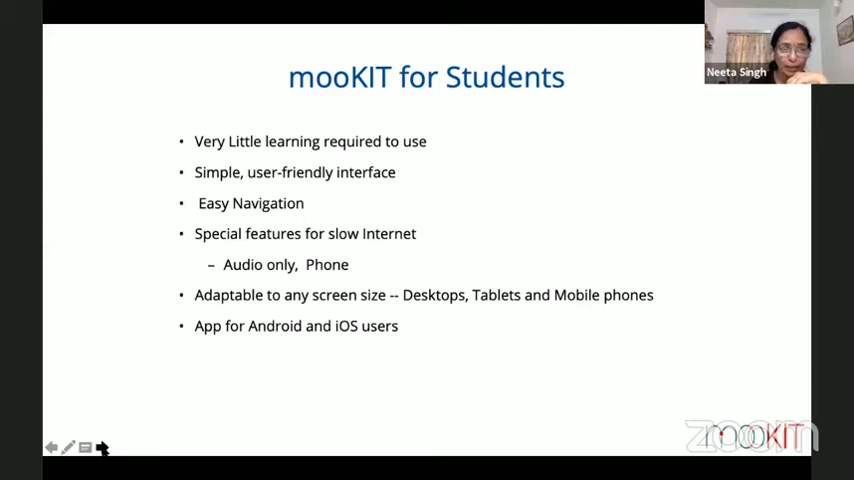 Neeta Singh
mooKIT for Students
• Very Little learning required to use
• Simple, user-friendly interface
• Easy Navigation
• Special features for slow Internet
– Audio only, Phone
• Adaptable to any screen size -- Desktops, Tablets and Mobile phones
• App for Android and iOS users
zoom
mooKIT